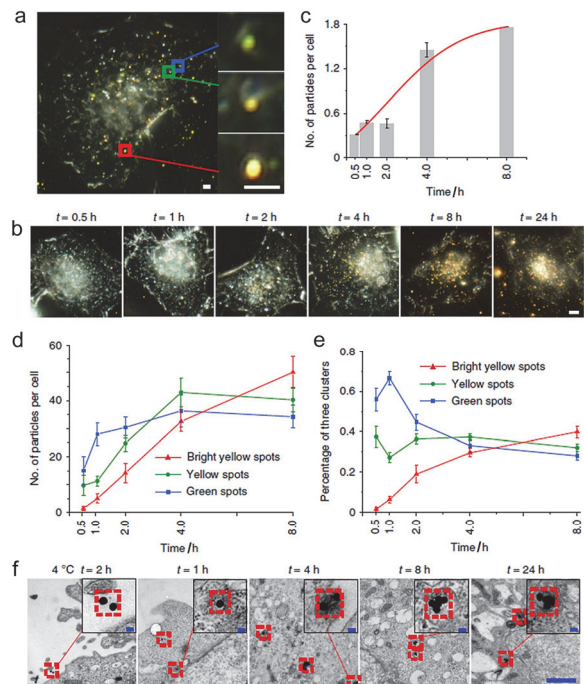 a
b
t = 0.5 h
t = 1 h
t = 2 h
t = 4 h
t = 8 h
t = 24 h
c
No. of particles per cell
1.8
1.2
0.6
0
0.5
1.0
2.0
4.0
8.0
Time/h
d
No. of particles per cell
60
40
20
0
Bright yellow spots
Yellow spots
Green spots
0.5
1.0
2.0
4.0
8.0
Time/h
e
Percentage of three clusters
0.8
0.6
0.4
0.2
0
Bright yellow spots
Yellow spots
Green spots
0.5
1.0
2.0
4.0
8.0
Time/h
f
4 °C t = 2 h
t = 1 h
t = 4 h
t = 8 h
t = 24 h